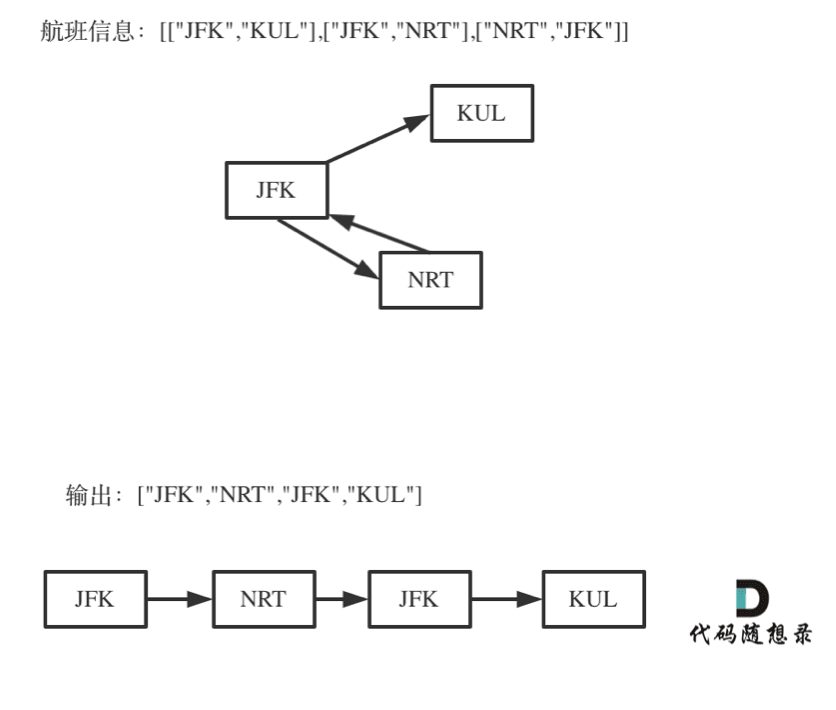 航班信息：[["JFK","KUL"],["JFK","NRT"],["NRT","JFK"]]
KUL
JFK
NRT
输出：["JFK","NRT","JFK","KUL"]
JFK NRT JFK KUL
代码随想录